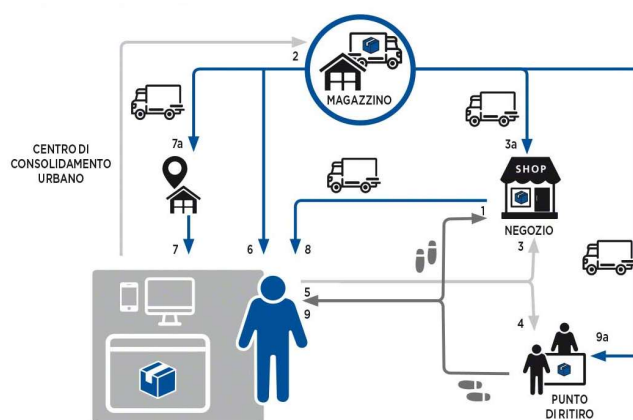 2
MAGAZZINO
7a
3a
CENTRO DI
CONSOLIDAMENTO
URBANO
SHOP
1
NEGOZIO
7
6
8
3
5
9
4
9a
PUNTO
DI RITIRO